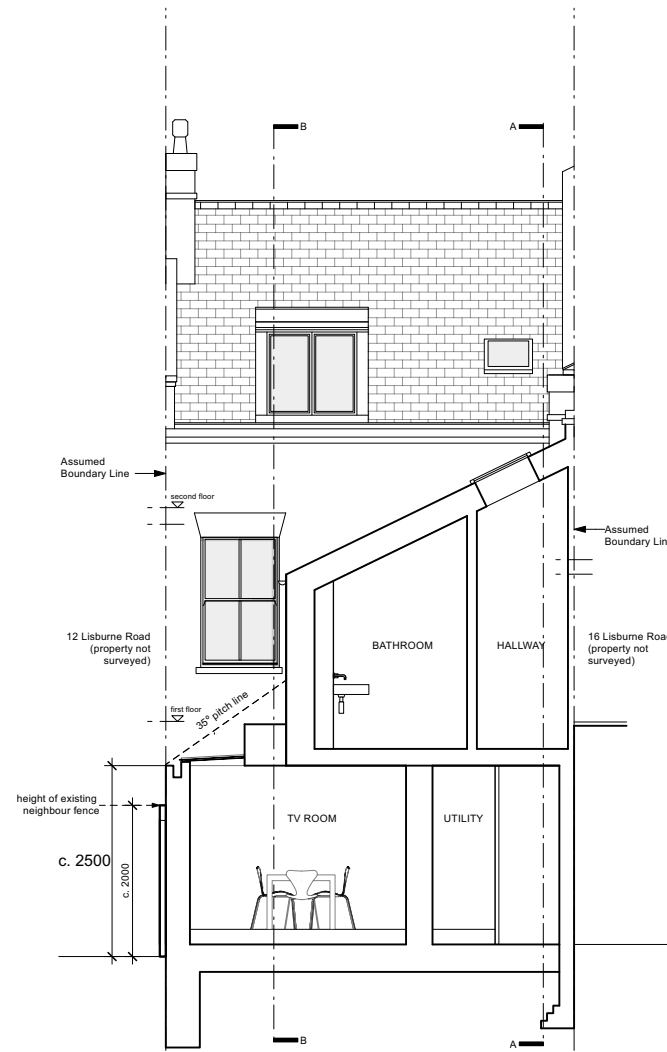 B
A
Assumed
Boundary Line
second floor
Assumed
Boundary Lin
12 Lisburne Road
(property not
surveyed)
BATHROOM
HALLWAY
16 Lisburne Road
(property not
surveyed)
first floor
35° pitch line
height of existing
neighbour fence
TV ROOM
UTILITY
c. 2500
c. 2000
B
A